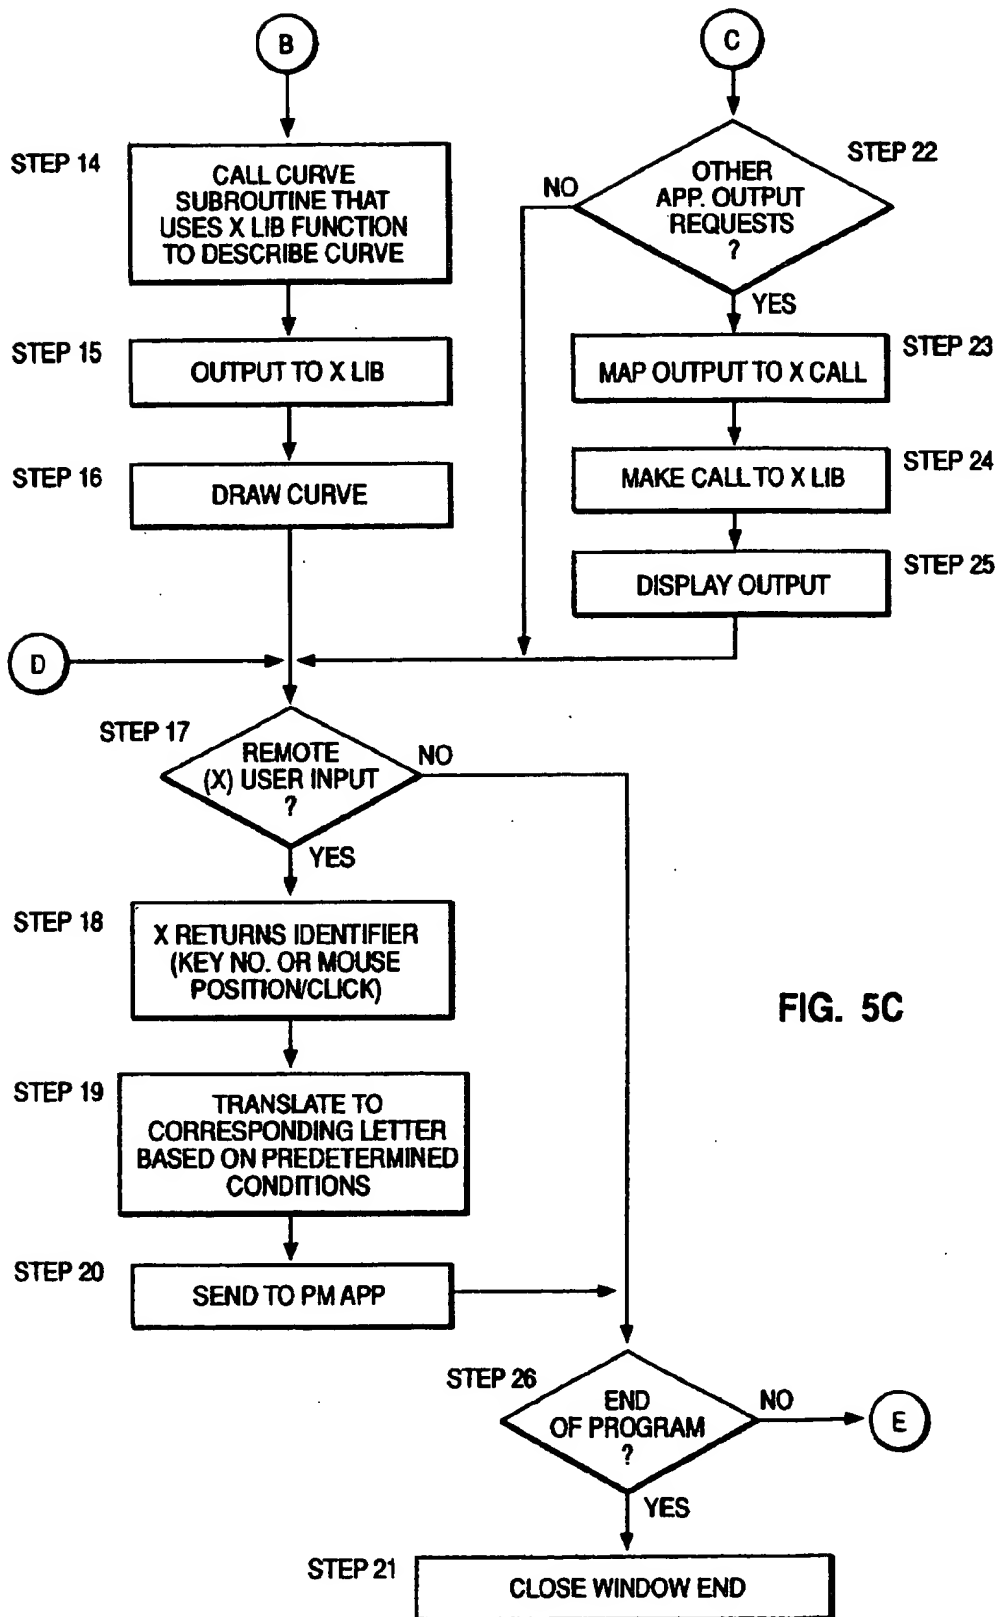 B
STEP 14
CALL CURVE
SUBROUTINE THAT
USES X LIB FUNCTION
TO DESCRIBE CURVE
STEP 15
OUTPUT TO X LIB
STEP 16
DRAW CURVE
C
STEP 22
OTHER
APP. OUTPUT
REQUESTS
?
NO
YES
STEP 23
MAP OUTPUT TO X CALL
STEP 24
MAKE CALL TO X LIB
STEP 25
DISPLAY OUTPUT
D
STEP 17
REMOTE
(X) USER INPUT
?
NO
YES
STEP 18
X RETURNS IDENTIFIER
(KEY NO. OR MOUSE
POSITION/CLICK)
STEP 19
TRANSLATE TO
CORRESPONDING LETTER
BASED ON PREDETERMINED
CONDITIONS
STEP 20
SEND TO PM APP
FIG. 5C
STEP 26
END
OF PROGRAM
?
NO
E
YES
STEP 21
CLOSE WINDOW END